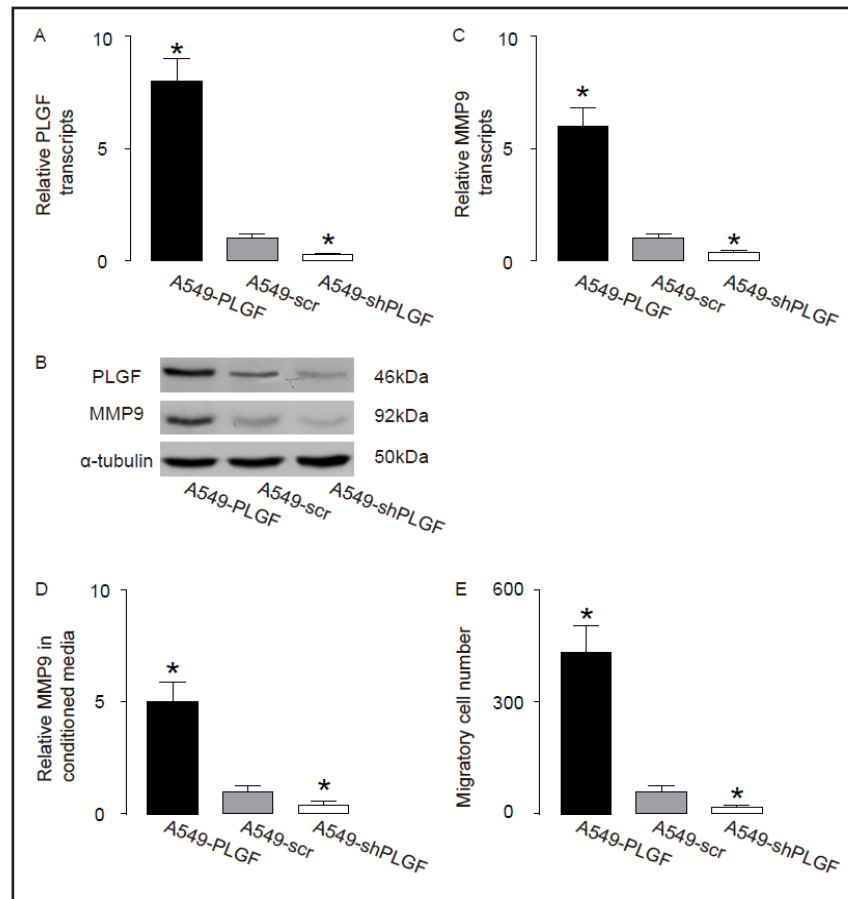 A
Relative PLGF
transcripts
10
5
0
*
*
A549-PLGF
A549-scr
A549-shPLGF
C
Relative MMP9
transcripts
10
5
0
*
*
A549-PLGF
A549-scr
A549-shPLGF
B
PLGF 46kDa
MMP9 92kDa
α-tubulin 50kDa
A549-PLGF
A549-scr
A549-shPLGF
D
Relative MMP9 in
conditioned media
10
5
0
*
*
A549-PLGF
A549-scr
A549-shPLGF
E
Migratory cell number
600
300
0
*
*
A549-PLGF
A549-scr
A549-shPLGF